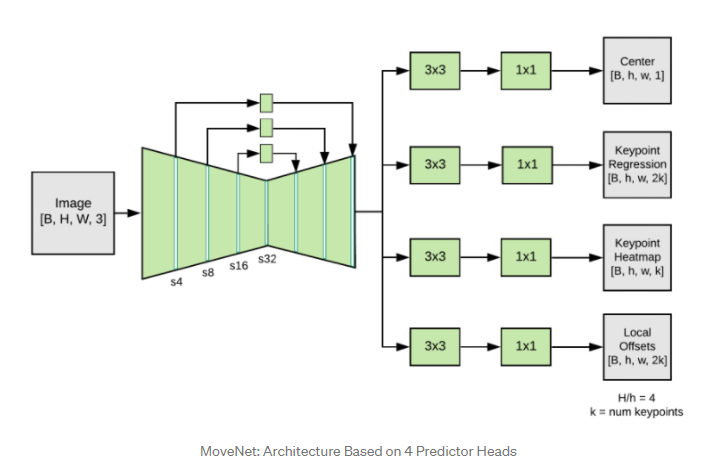 Image
[B, H, W, 3]
s4
s8
s16
s32
3x3
1x1
Center
[B, h, w, 1]
3x3
1x1
Keypoint
Regression
[B, h, w, 2k]
3x3
1x1
Keypoint
Heatmap
[B, h, w, k]
3x3
1x1
Local
Offsets
[B, h, w, 2k]
H/h = 4
k = num keypoints
MoveNet: Architecture Based on 4 Predictor Heads